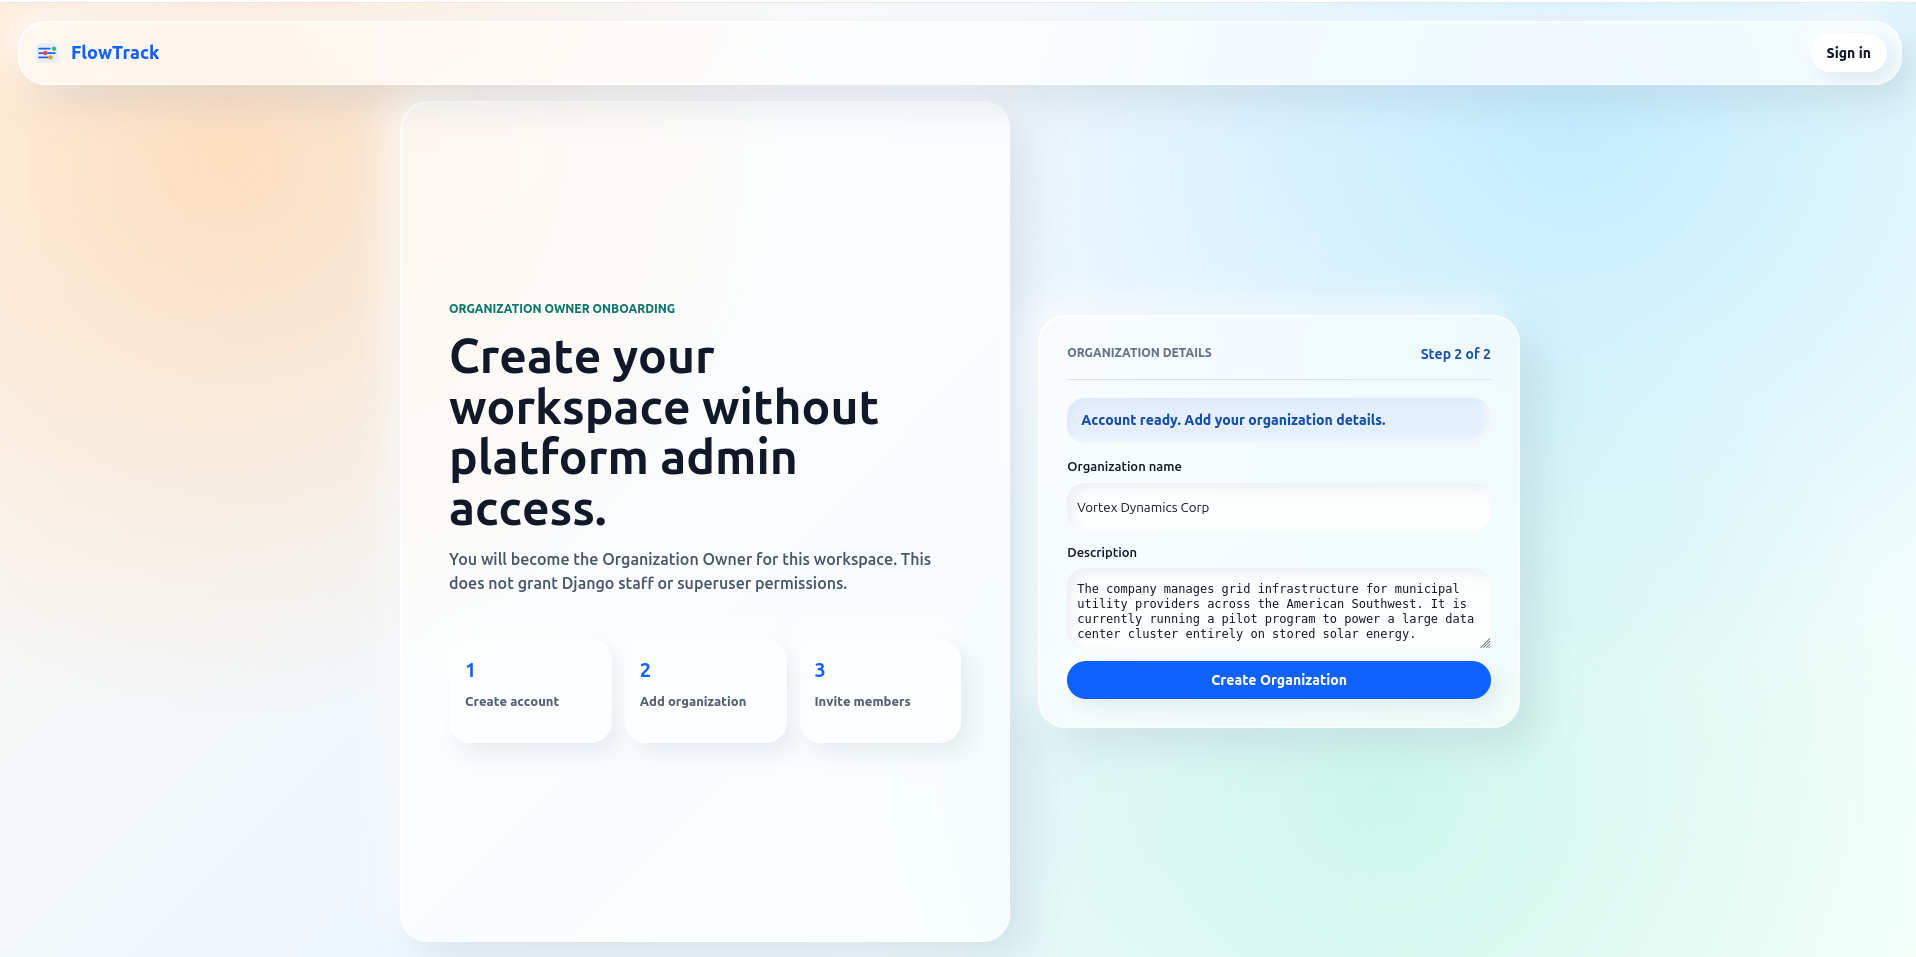 FlowTrack
Sign in
ORGANIZATION OWNER ONBOARDING
Create your
workspace without
platform admin
access.
You will become the Organization Owner for this workspace. This
does not grant Django staff or superuser permissions.
1
Create account
2
Add organization
3
Invite members
ORGANIZATION DETAILS
Step 2 of 2
Account ready. Add your organization details.
Organization name
Vortex Dynamics Corp
Description
The company manages grid infrastructure for municipal
utility providers across the American Southwest. It is
currently running a pilot program to power a large data
center cluster entirely on stored solar energy.
Create Organization